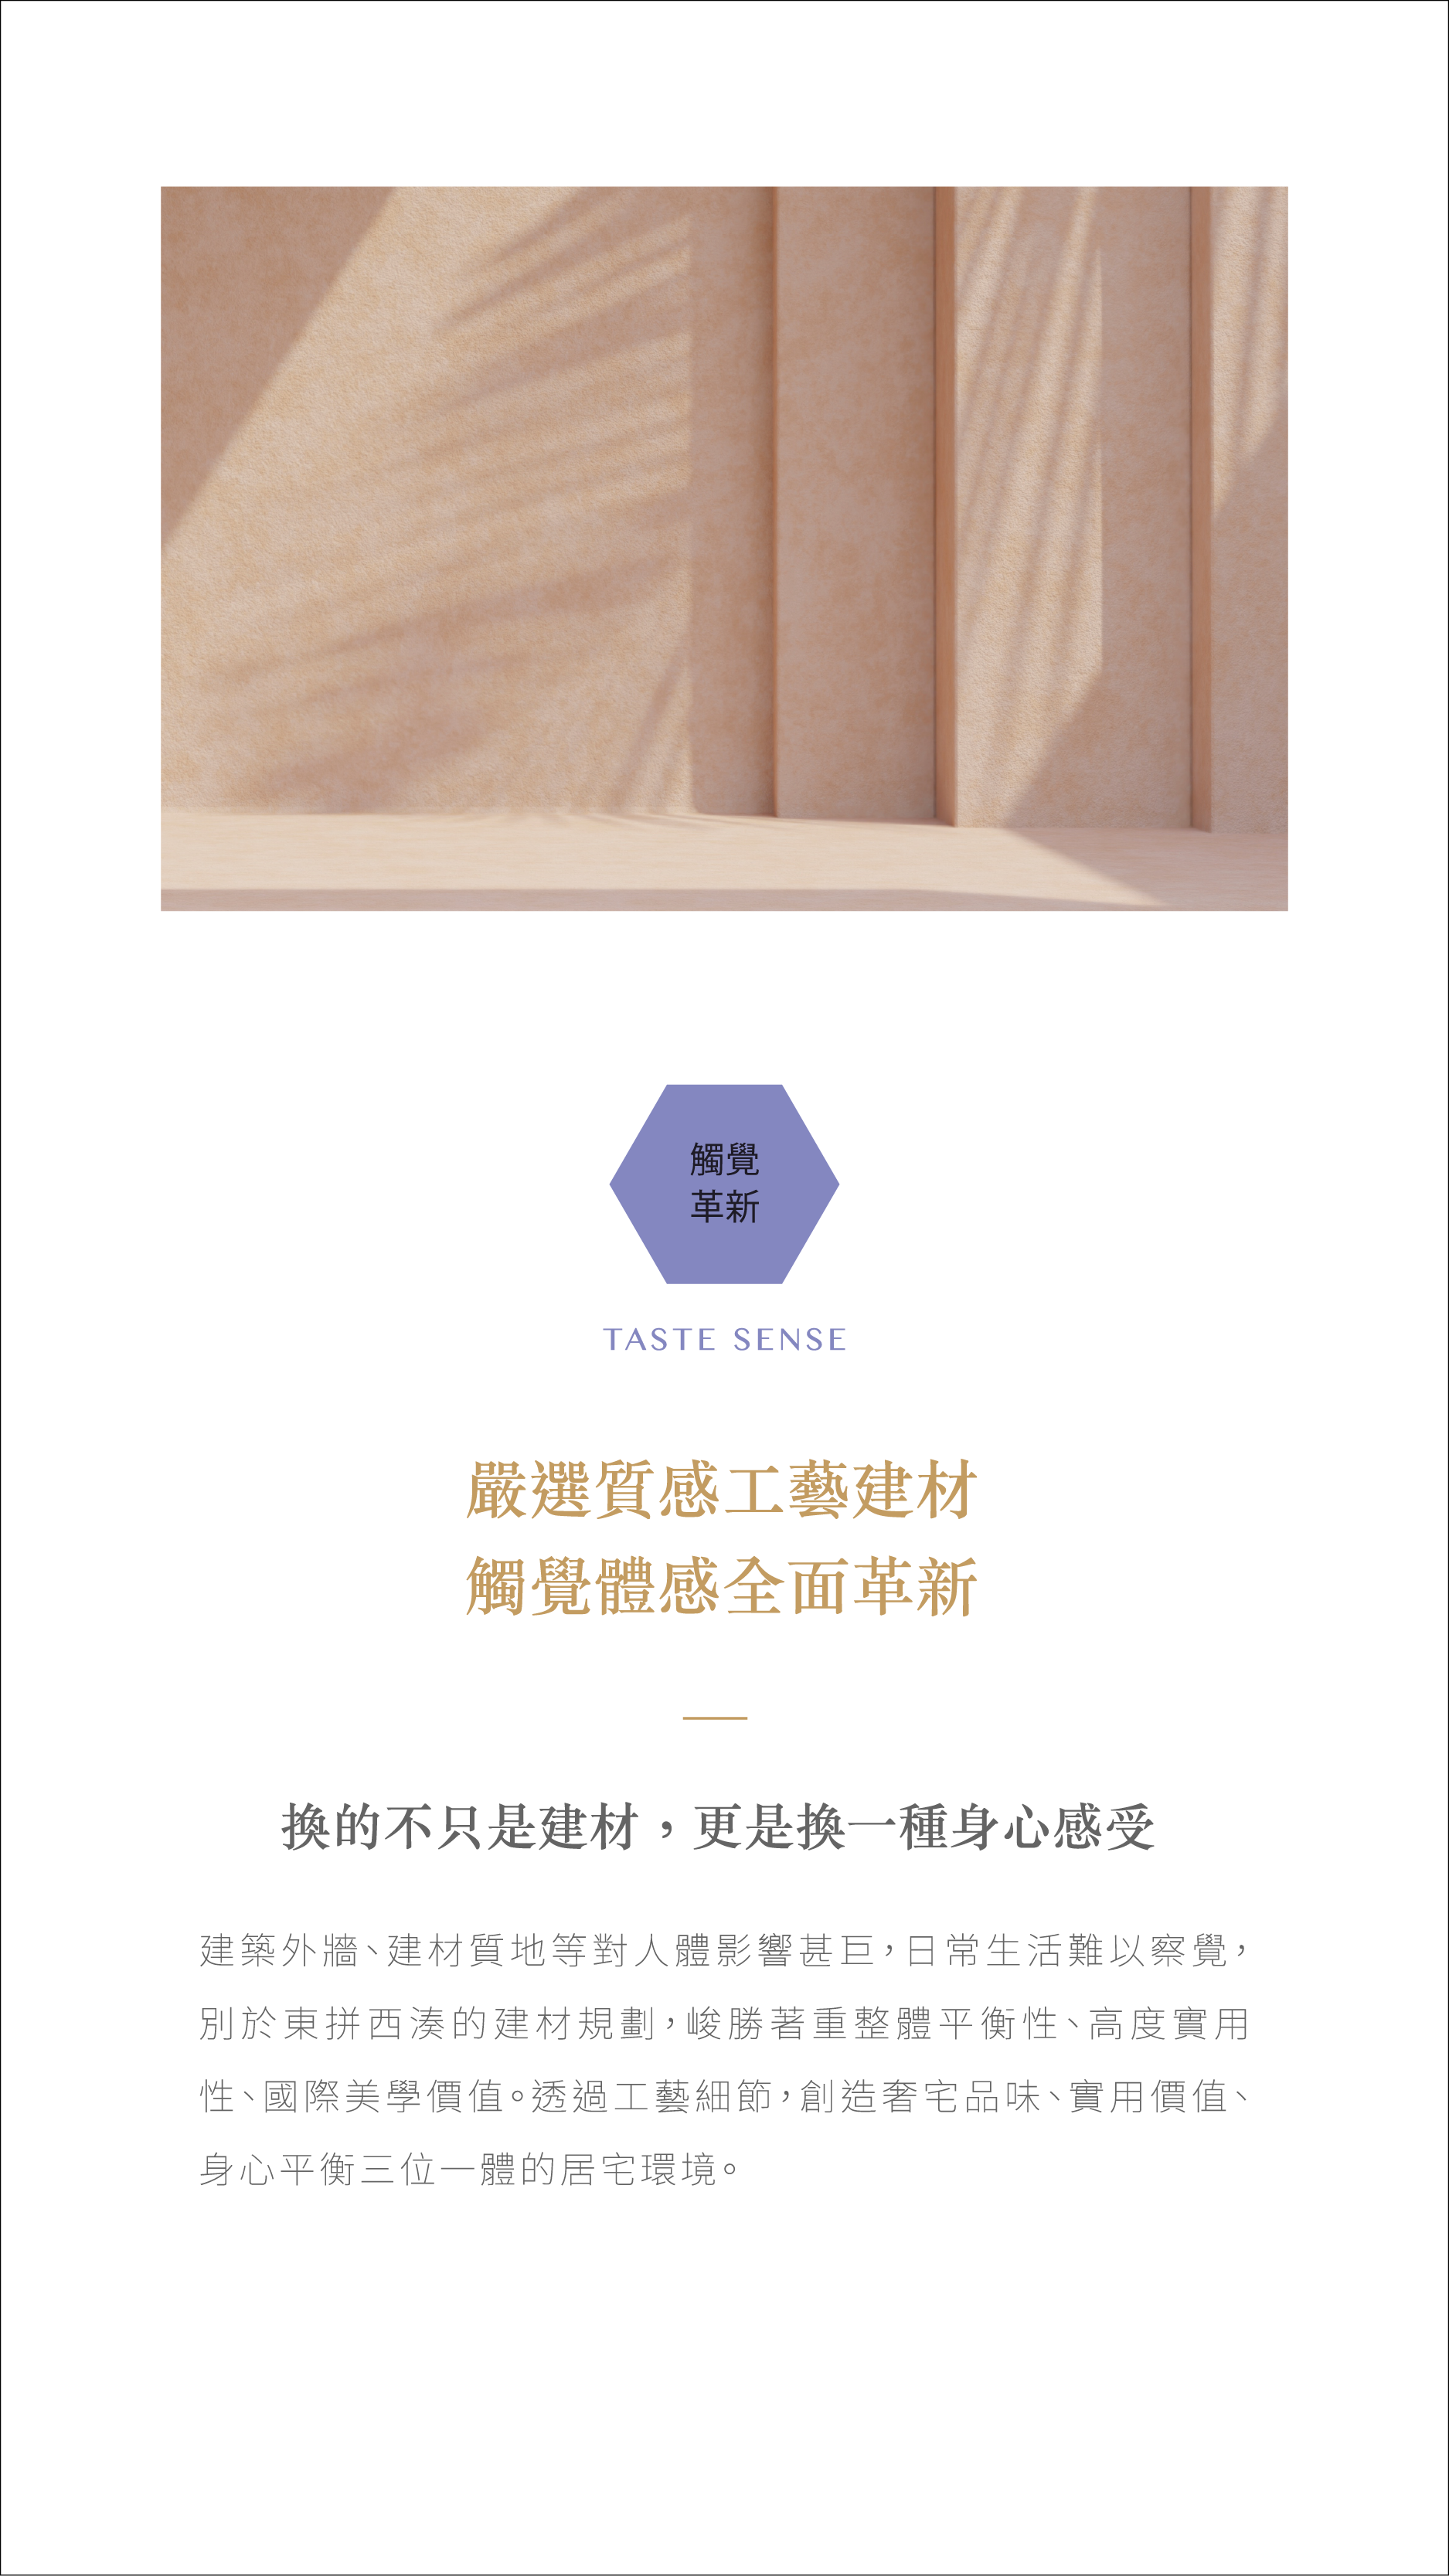 觸覺
革新
TASTE SENSE
嚴選質感工藝建材
觸覺體感全面革新
換的不只是建材，更是換一種身心感受
建築外牆、建材質地等對人體影響甚巨，日常生活難以察覺，
別於東拼西湊的建材規劃，峻勝著重整體平衡性、高度實用
性、國際美學價值。透過工藝細節，創造奢宅品味、實用價值、
身心平衡三位一體的居宅環境。